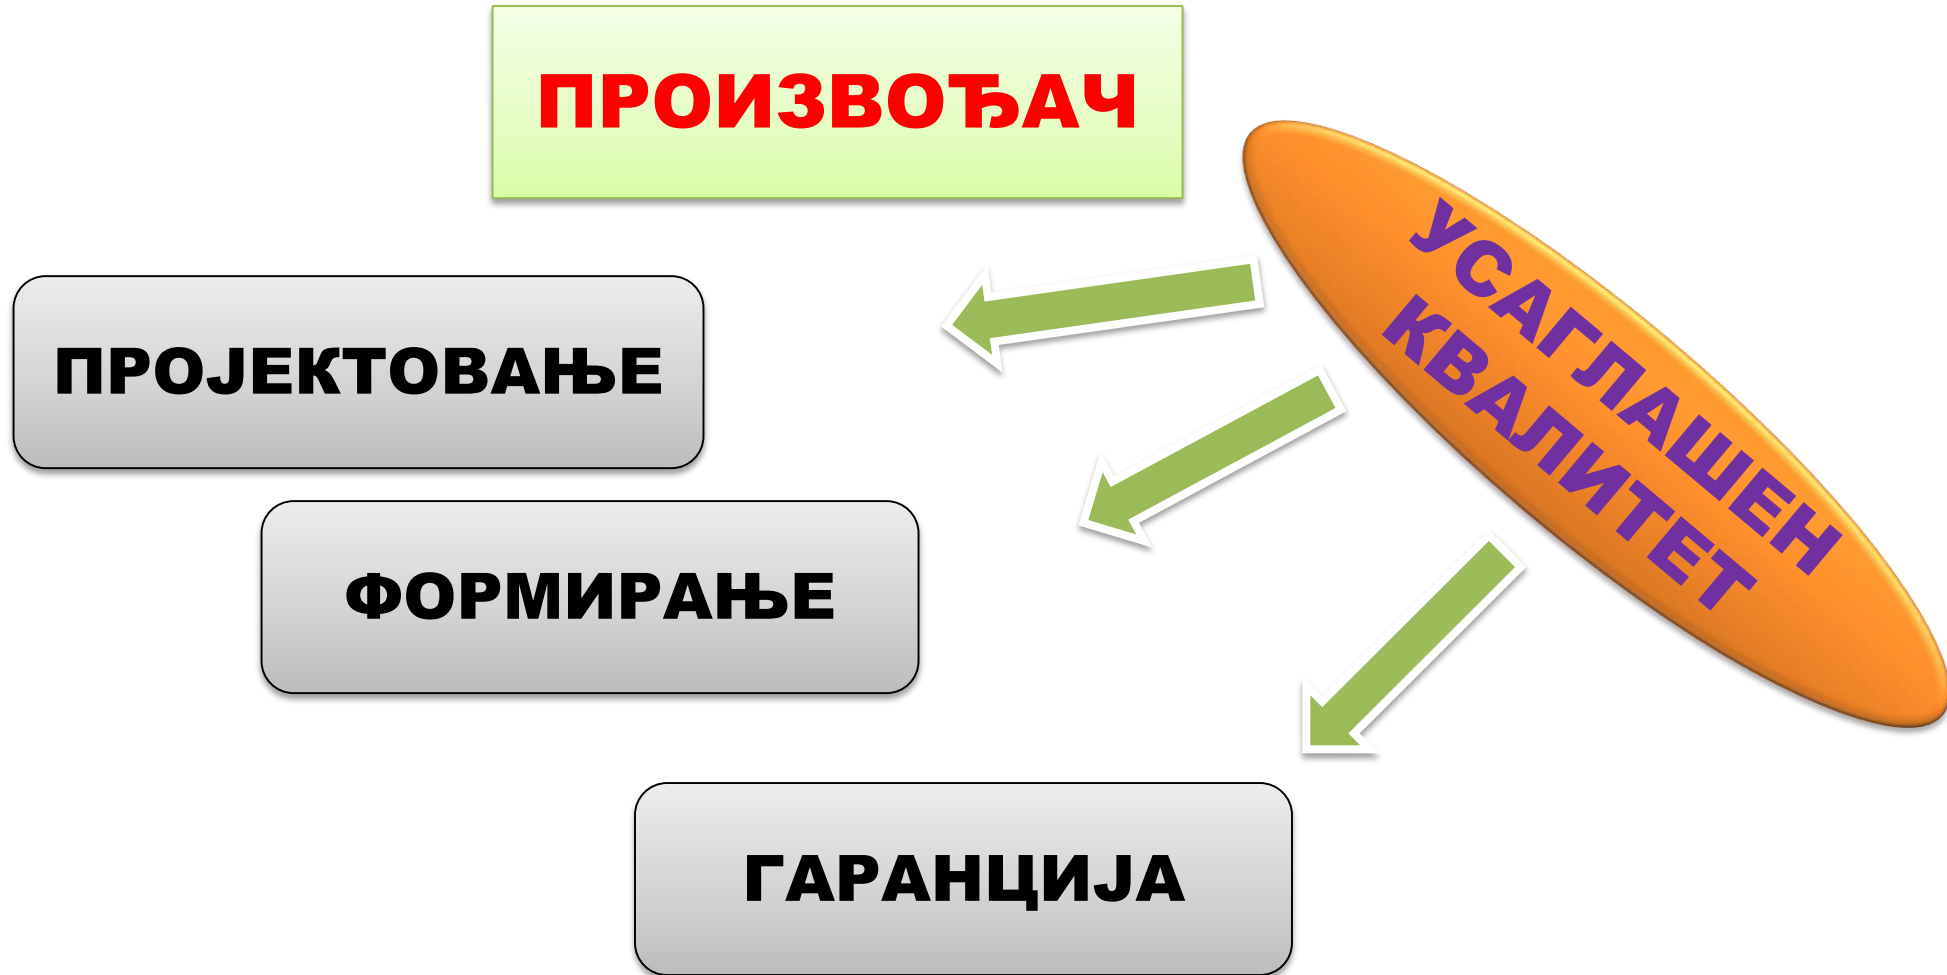 ПРОИЗВОЂАЧ
УСАГЛАШЕН
КВАЛИТЕТ
ПРОЈЕКТОВАЊЕ
ФОРМИРАЊЕ
ГАРАНЦИЈА